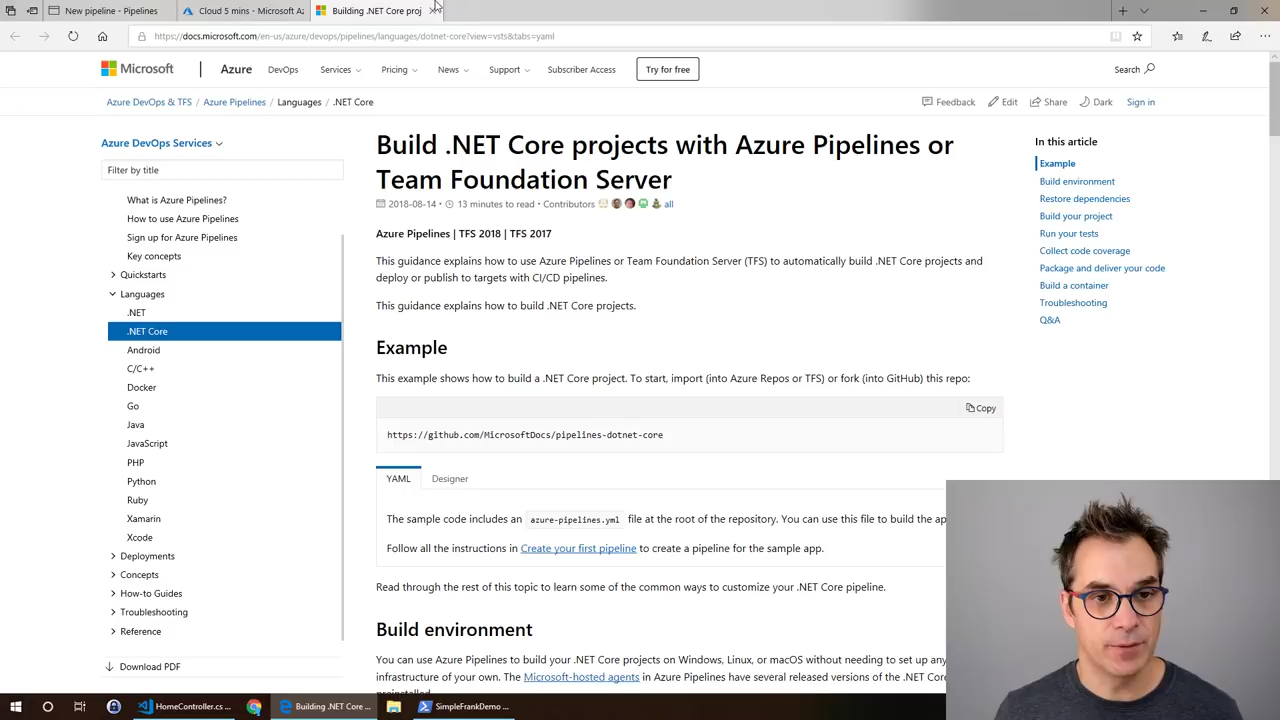 New pipeline - Pipelines
Cloud 5 mins - Microsoft Az
Building .NET Core proj
https://docs.microsoft.com/en-us/azure/devops/pipelines/languages/dotnet-core?view=vsts&tabs=yaml
Microsoft
Azure
DevOps
Services
Pricing
News
Support
Subscriber Access
Try for free
Search
Azure DevOps & TFS / Azure Pipelines / Languages / .NET Core
Feedback
Edit
Share
Dark
Sign in
Azure DevOps Services
Filter by title
What is Azure Pipelines?
How to use Azure Pipelines
Sign up for Azure Pipelines
Key concepts
Quickstarts
Languages
.NET
.NET Core
Android
C/C++
Docker
Go
Java
JavaScript
PHP
Python
Ruby
Xamarin
Xcode
Deployments
Concepts
How-to Guides
Troubleshooting
Reference
Download PDF
Build .NET Core projects with Azure Pipelines or
Team Foundation Server
2018-08-14 • 13 minutes to read • Contributors all
Azure Pipelines | TFS 2018 | TFS 2017
This guidance explains how to use Azure Pipelines or Team Foundation Server (TFS) to automatically build .NET Core projects and
deploy or publish to targets with CI/CD pipelines.
This guidance explains how to build .NET Core projects.
Example
This example shows how to build a .NET Core project. To start, import (into Azure Repos or TFS) or fork (into GitHub) this repo:
Copy
https://github.com/MicrosoftDocs/pipelines-dotnet-core
YAML
Designer
The sample code includes an azure-pipelines.yml file at the root of the repository. You can use this file to build the ap
Follow all the instructions in Create your first pipeline to create a pipeline for the sample app.
Read through the rest of this topic to learn some of the common ways to customize your .NET Core pipeline.
Build environment
You can use Azure Pipelines to build your .NET Core projects on Windows, Linux, or macOS without needing to set up any
infrastructure of your own. The Microsoft-hosted agents in Azure Pipelines have several released versions of the .NET Core
preinstalled.
In this article
Example
Build environment
Restore dependencies
Build your project
Run your tests
Collect code coverage
Package and deliver your code
Build a container
Troubleshooting
Q&A
HomeController.cs ...
Building .NET Core ...
SimpleFrankDemo ...